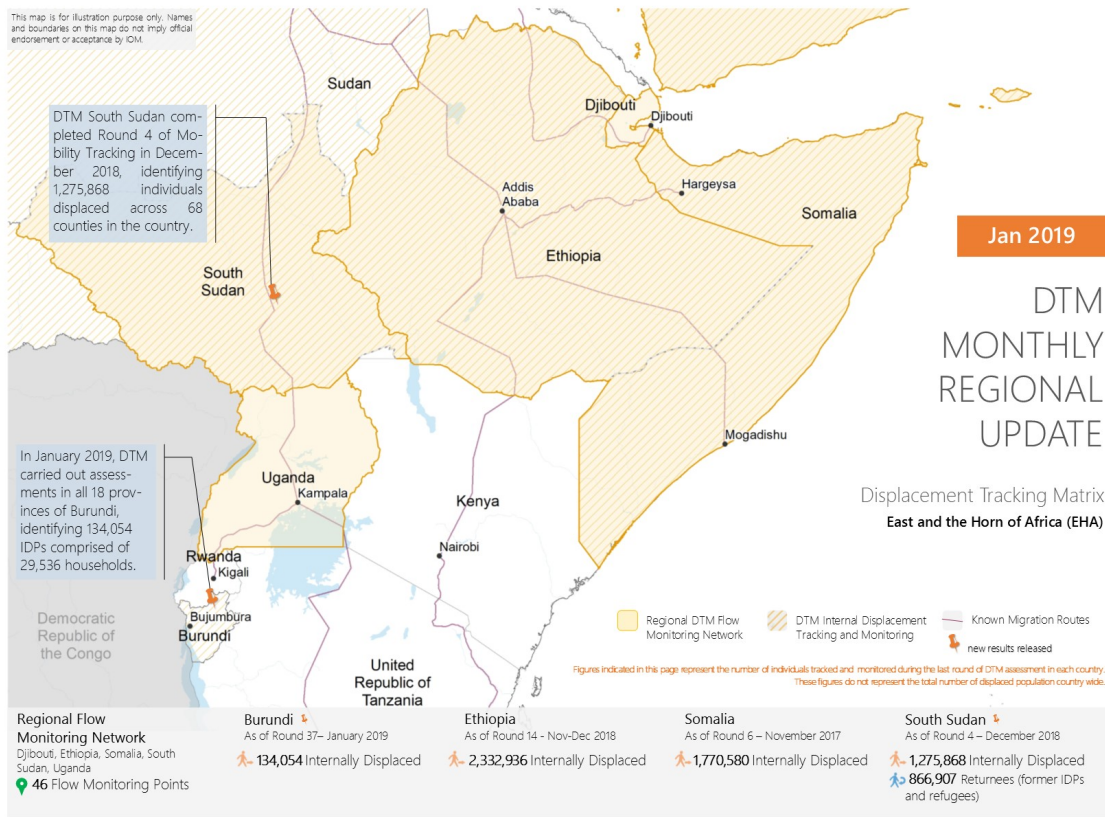 This map is for illustration purpose only. Names
and boundaries on this map do not imply official
endorsement or acceptance by IOM.
Sudan
DTM South Sudan com-
pleted Round 4 of Mo-
bility Tracking in Decem-
ber 2018, identifying
1,275,868 individuals
displaced across 68
counties in the country.
Djibouti
Djibouti
Addis
Ababa
Hargeysa
Somalia
Ethiopia
South
Sudan
Jan 2019
DTM
MONTHLY
REGIONAL
UPDATE
Displacement Tracking Matrix
East and the Horn of Africa (EHA)
Mogadishu
In January 2019, DTM
carried out assess-
ments in all 18 prov-
inces of Burundi,
identifying 134,054
IDPs comprised of
29,536 households.
Uganda
Kampala
Kenya
Nairobi
Rwanda
Kigali
Bujumbura
Burundi
Democratic
Republic of
the Congo
United
Republic of
Tanzania
Regional DTM Flow
Monitoring Network
DTM Internal Displacement
Tracking and Monitoring
Known Migration Routes
new results released
Figures indicated in this page represent the number of individuals tracked and monitored during the last round of DTM assessment in each country.
These figures do not represent the total number of displaced population country wide.
Regional Flow
Monitoring Network
Djibouti, Ethiopia, Somalia, South
Sudan, Uganda
46 Flow Monitoring Points
Burundi
As of Round 37– January 2019
134,054 Internally Displaced
Ethiopia
As of Round 14 - Nov-Dec 2018
2,332,936 Internally Displaced
Somalia
As of Round 6 – November 2017
1,770,580 Internally Displaced
South Sudan
As of Round 4 – December 2018
1,275,868 Internally Displaced
866,907 Returnees (former IDPs
and refugees)